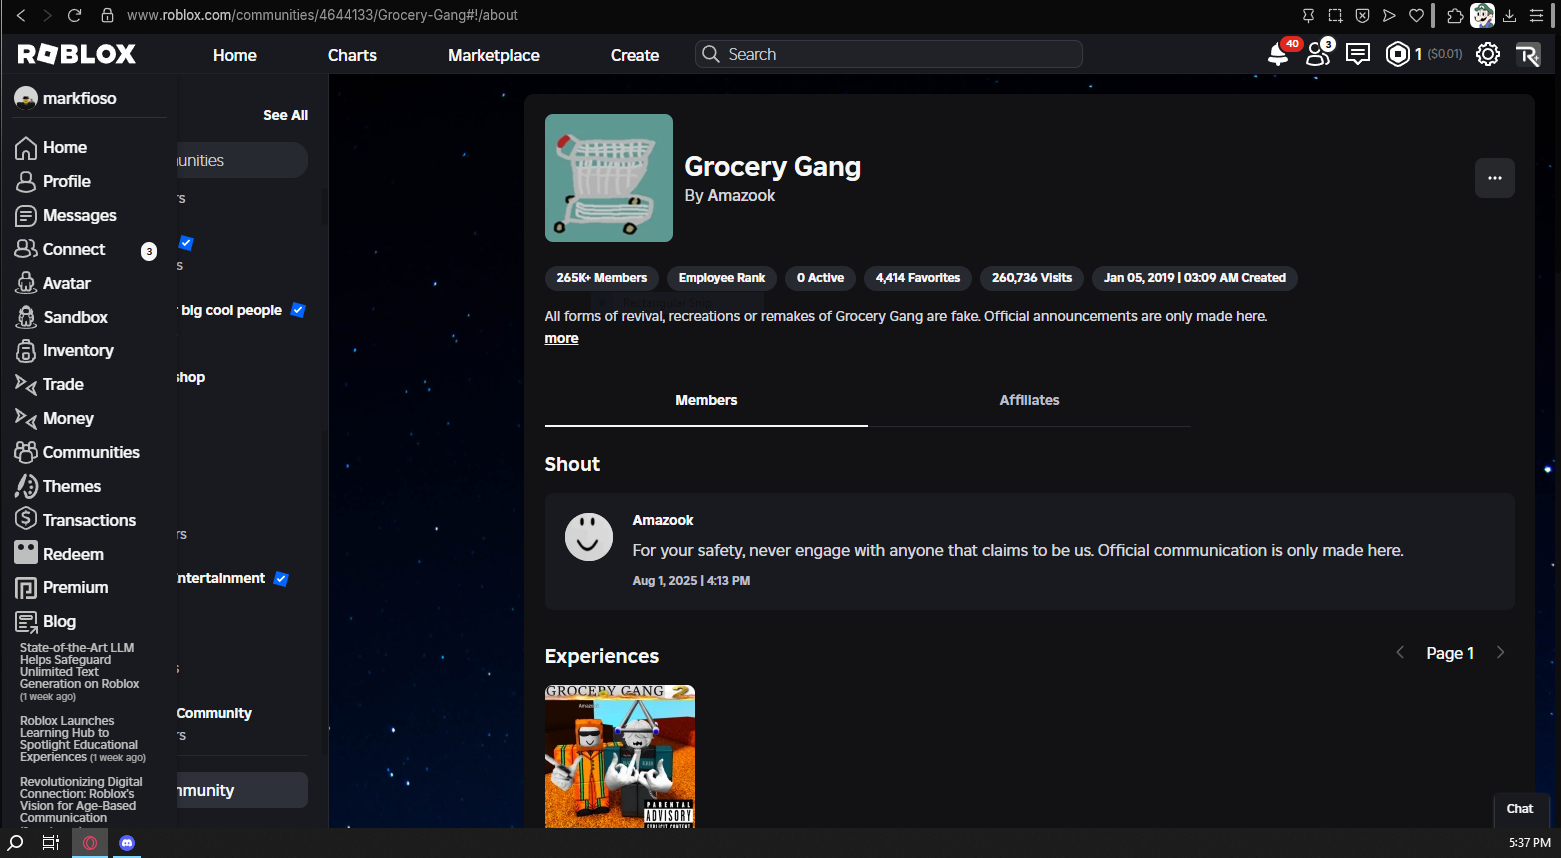 www.roblox.com/communities/4644133/Grocery-Gang#!/about
ROBLOX
Home
Charts
Marketplace
Create
Search
40
3
1
($0.01)
markfioso
Home
Profile
Messages
Connect
3
Avatar
Sandbox
Inventory
Trade
Money
Communities
Themes
Transactions
Redeem
Premium
Blog
State-of-the-Art LLM
Helps Safeguard
Unlimited Text
Generation on Roblox
(1 week ago)
Roblox Launches
Learning Hub to
Spotlight Educational
Experiences (1 week ago)
Revolutionizing Digital
Connection: Roblox's
Vision for Age-Based
Communication
See All
unities
rs
s
r big cool people
shop
rs
ntertainment
s
Community
rs
mmunity
Grocery Gang
By Amazook
265K+ Members
Employee Rank
0 Active
4,414 Favorites
260,736 Visits
Jan 05, 2019 | 03:09 AM Created
All forms of revival, recreations or remakes of Grocery Gang are fake. Official announcements are only made here.
more
Members
Affiliates
Shout
Amazook
For your safety, never engage with anyone that claims to be us. Official communication is only made here.
Aug 1, 2025 | 4:13 PM
Experiences
Page 1
GROCERY GANG 2
PARENTAL
ADVISORY
EXPLICIT CONTENT
Chat
5:37 PM